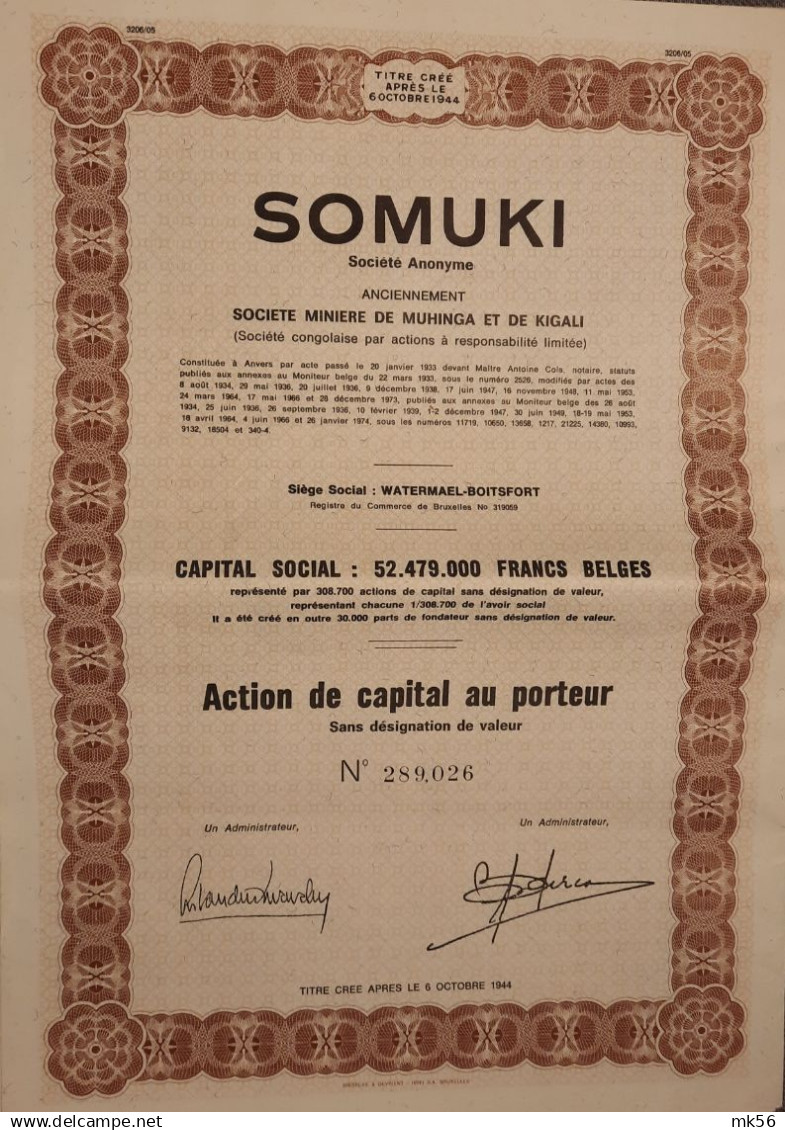 3206/05
3206/05
TITRE CRÉÉ
APRÈS LE
6 OCTOBRE 1944
SOMUKI
Société Anonyme
ANCIENNEMENT
SOCIETE MINIERE DE MUHINGA ET DE KIGALI
(Société congolaise par actions à responsabilité limitée)
Constituée à Anvers par acte passé le 20 janvier 1933 devant Maître Antoine Cols, notaire, statuts
publiés aux annexes au Moniteur belge du 22 mars 1933, sous le numéro 2529, modifiés par actes des
8 août 1934, 29 mai 1936, 20 juillet 1936, 9 décembre 1938, 17 juin 1947, 16 novembre 1948, 11 mai 1953,
24 mars 1964, 17 mai 1966 et 28 décembre 1973, publiés aux annexes au Moniteur belge des 26 août
1934, 25 juin 1936, 26 septembre 1936, 10 février 1939, 1-2 décembre 1947, 30 juin 1949, 18-19 mai 1953,
18 avril 1964, 4 juin 1966 et 26 janvier 1974, sous les numéros 11719, 10650, 13658, 1217, 21225, 14380, 10993,
9132, 18504 et 340-4.
Siège Social : WATERMAEL-BOITSFORT
Registre du Commerce de Bruxelles No 319059
CAPITAL SOCIAL : 52.479.000 FRANCS BELGES
représenté par 308.700 actions de capital sans désignation de valeur,
représentant chacune 1/308.700 de l'avoir social
Il a été créé en outre 30.000 parts de fondateur sans désignation de valeur.
Action de capital au porteur
Sans désignation de valeur
N° 289,026
Un Administrateur,
Un Administrateur,
TITRE CREE APRES LE 6 OCTOBRE 1944
mk56